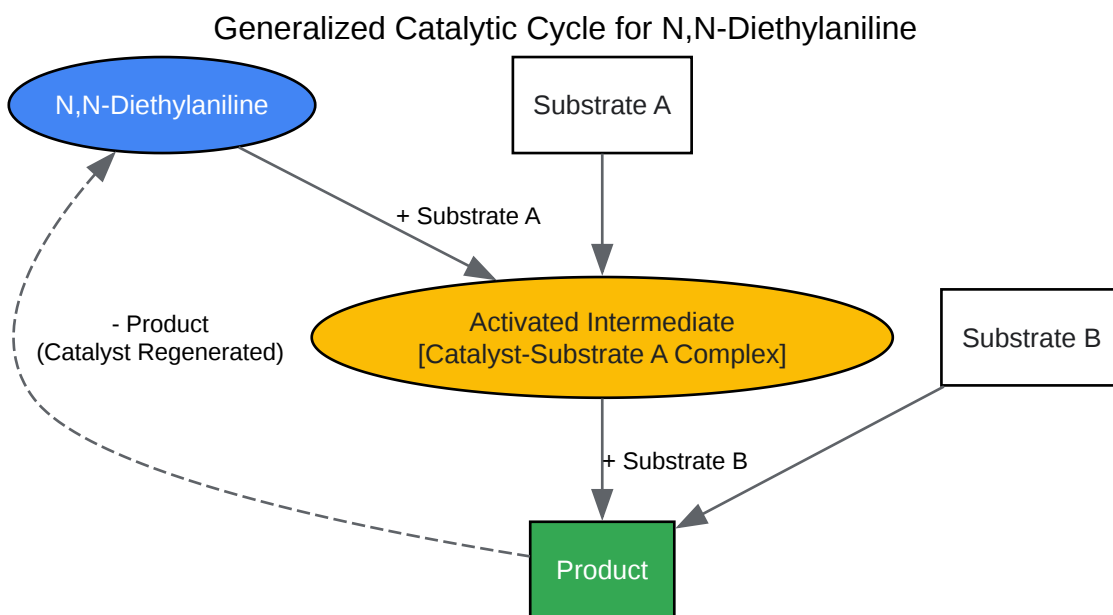 Generalized Catalytic Cycle for N,N-Diethylaniline
N,N-Diethylaniline
Substrate A
+ Substrate A
- Product
(Catalyst Regenerated)
Activated Intermediate
[Catalyst-Substrate A Complex]
Substrate B
+ Substrate B
Product